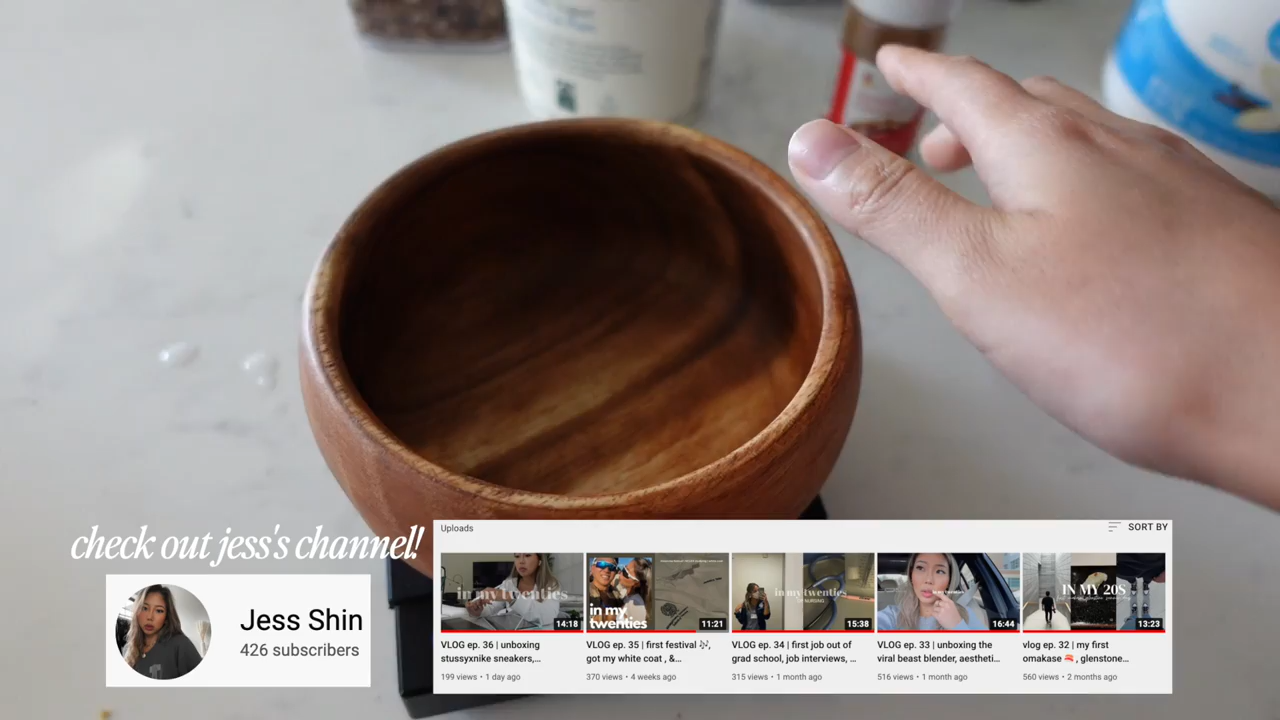 check out jess's channel!
Jess Shin
426 subscribers
Uploads
SORT BY
in my twenties
14:18
in my
twenties
11:21
in my twenties
15:38
16:44
IN MY 20S
13:23
VLOG ep. 36 | unboxing
stussyxnike sneakers,...
199 views • 1 day ago
VLOG ep. 35 | first festival 🎶,
got my white coat , &...
370 views • 4 weeks ago
VLOG ep. 34 | first job out of
grad school, job interviews, ...
315 views • 1 month ago
VLOG ep. 33 | unboxing the
viral beast blender, aestheti...
516 views • 1 month ago
vlog ep. 32 | my first
omakase 🍣 , glenstone...
560 views • 2 months ago